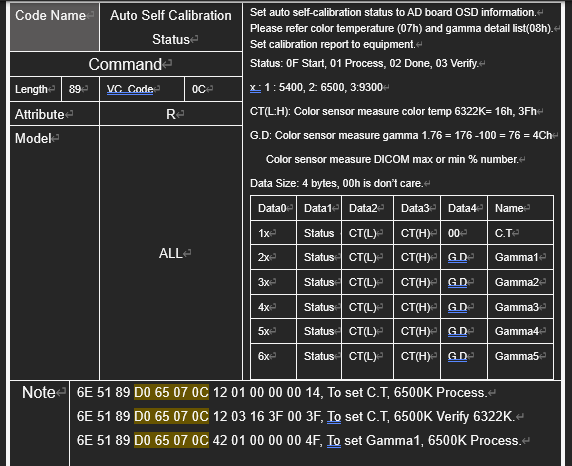 Code Name
Auto Self Calibration
Status
Command
Length
89
VC Code
0C
Attribute
R
Model
ALL
Set auto self-calibration status to AD board OSD information.
Please refer color temperature (07h) and gamma detail list(08h).
Set calibration report to equipment.
Status: 0F Start, 01 Process, 02 Done, 03 Verify.
x : 1 : 5400, 2: 6500, 3:9300
CT(L:H): Color sensor measure color temp 6322K= 16h, 3Fh
G.D: Color sensor measure gamma 1.76 = 176 -100 = 76 = 4Ch
Color sensor measure DICOM max or min % number.
Data Size: 4 bytes, 00h is don't care.
Data0 Data1 Data2 Data3 Data4 Name
1x Status CT(L) CT(H) 00 C.T
2x Status CT(L) CT(H) G.D Gamma1
3x Status CT(L) CT(H) G.D Gamma2
4x Status CT(L) CT(H) G.D Gamma3
5x Status CT(L) CT(H) G.D Gamma4
6x Status CT(L) CT(H) G.D Gamma5
Note
6E 51 89 D0 65 07 0C 12 01 00 00 00 14, To set C.T, 6500K Process.
6E 51 89 D0 65 07 0C 12 03 16 3F 00 3F, To set C.T, 6500K Verify 6322K.
6E 51 89 D0 65 07 0C 42 01 00 00 00 4F, To set Gamma1, 6500K Process.